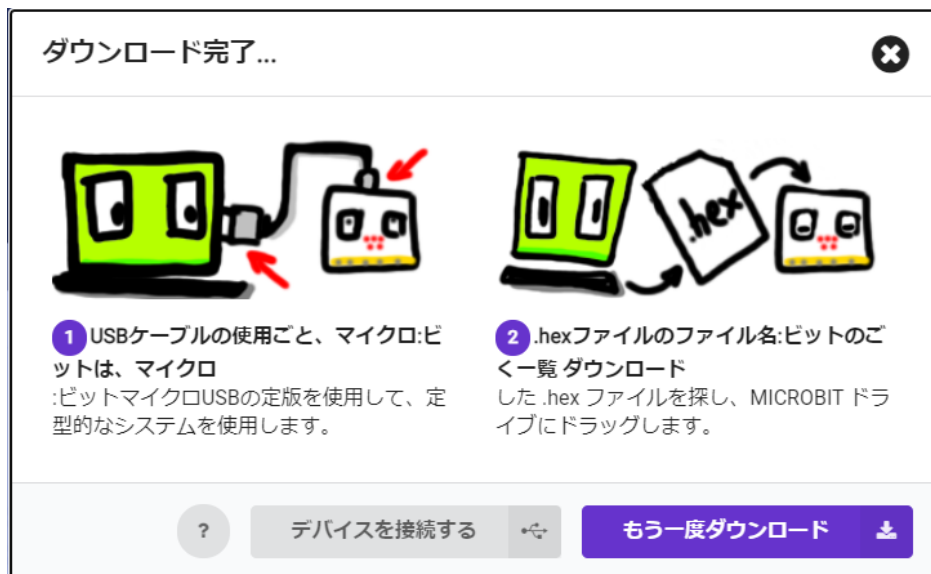 ダウンロード完了...
.hex
1 USBケーブルの使用ごと、マイクロ:ビ
ットは、マイクロ
:ビットマイクロUSBの定版を使用して、定
型的なシステムを使用します。
2 .hexファイルのファイル名:ビットのご
く一覧 ダウンロード
した .hex ファイルを探し、MICROBIT ドラ
イブにドラッグします。
?
デバイスを接続する
もう一度ダウンロード